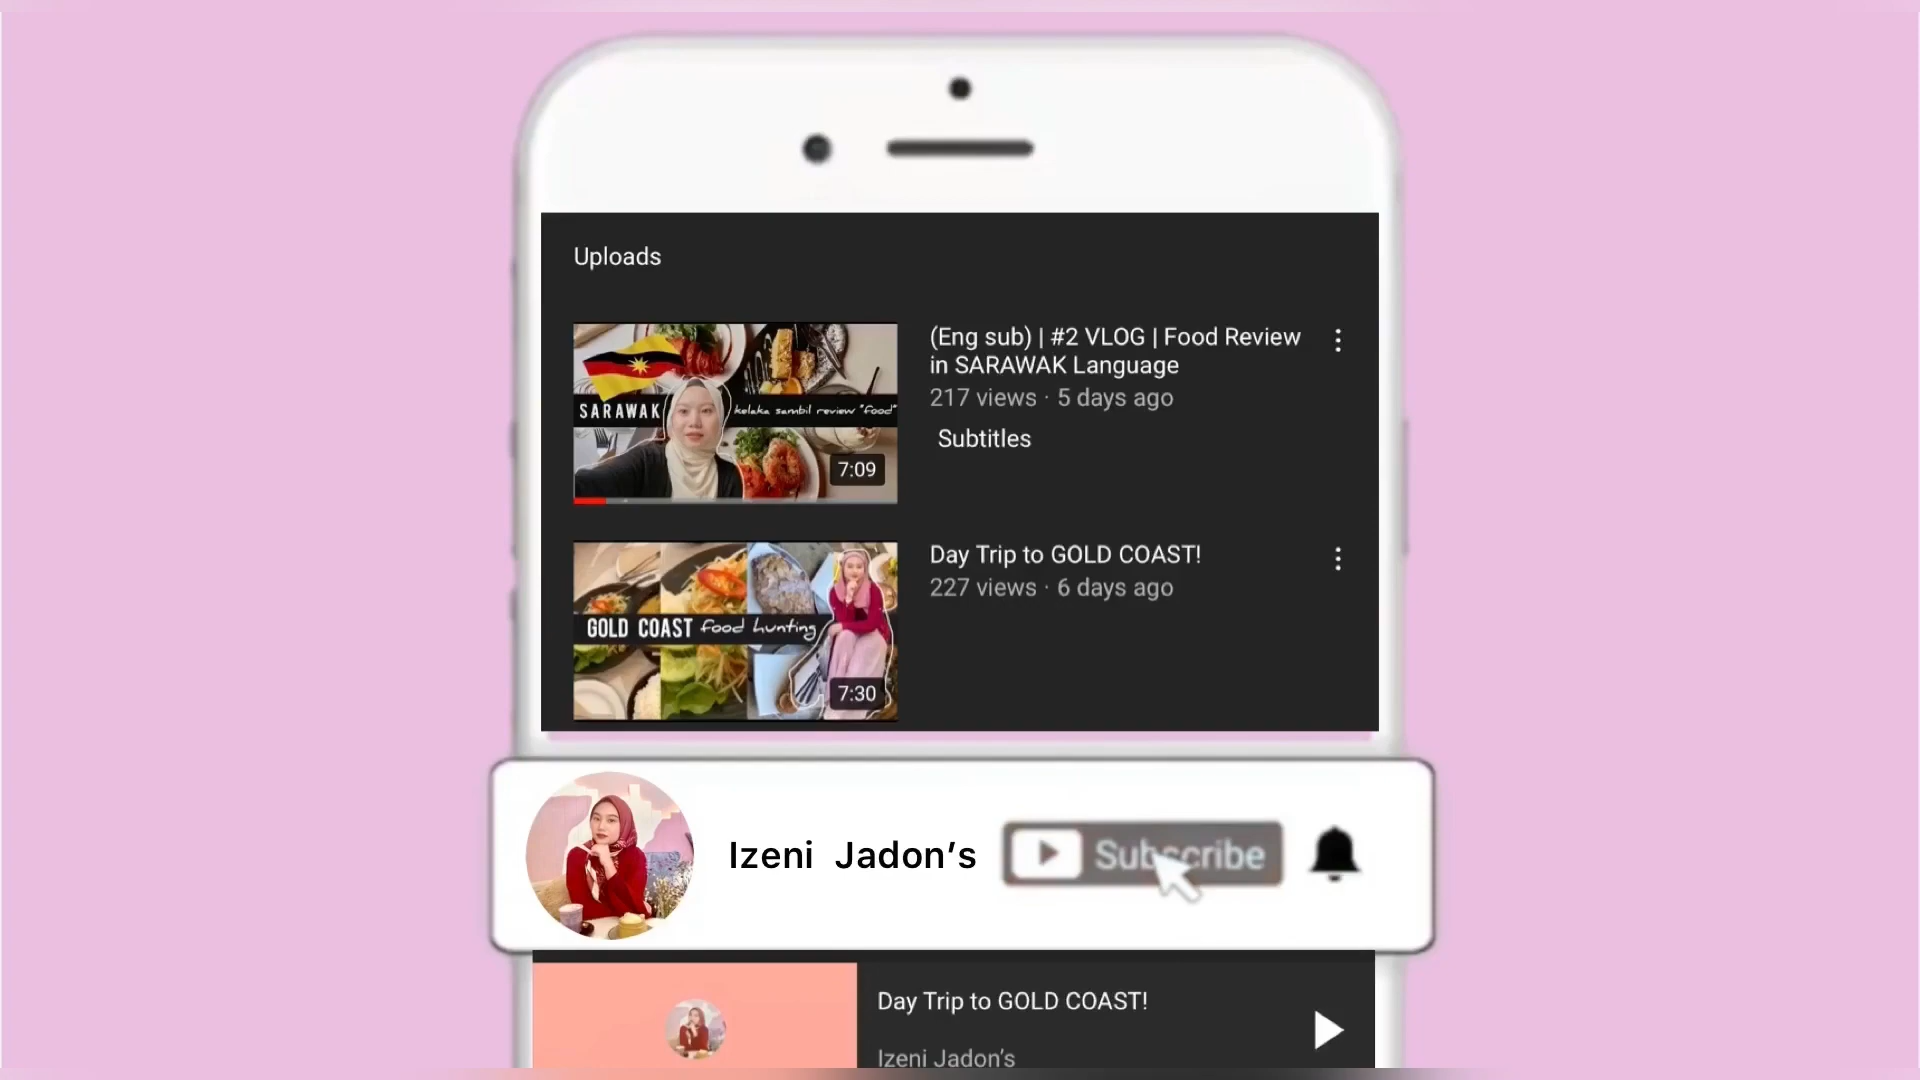 Uploads
(Eng sub) | #2 VLOG | Food Review
in SARAWAK Language
217 views · 5 days ago
Subtitles
SARAWAK kelaka sambil review "food"
7:09
Day Trip to GOLD COAST!
227 views · 6 days ago
GOLD COAST food hunting
7:30
Izeni Jadon’s
Subscribe
Day Trip to GOLD COAST!
Izeni Jadon’s